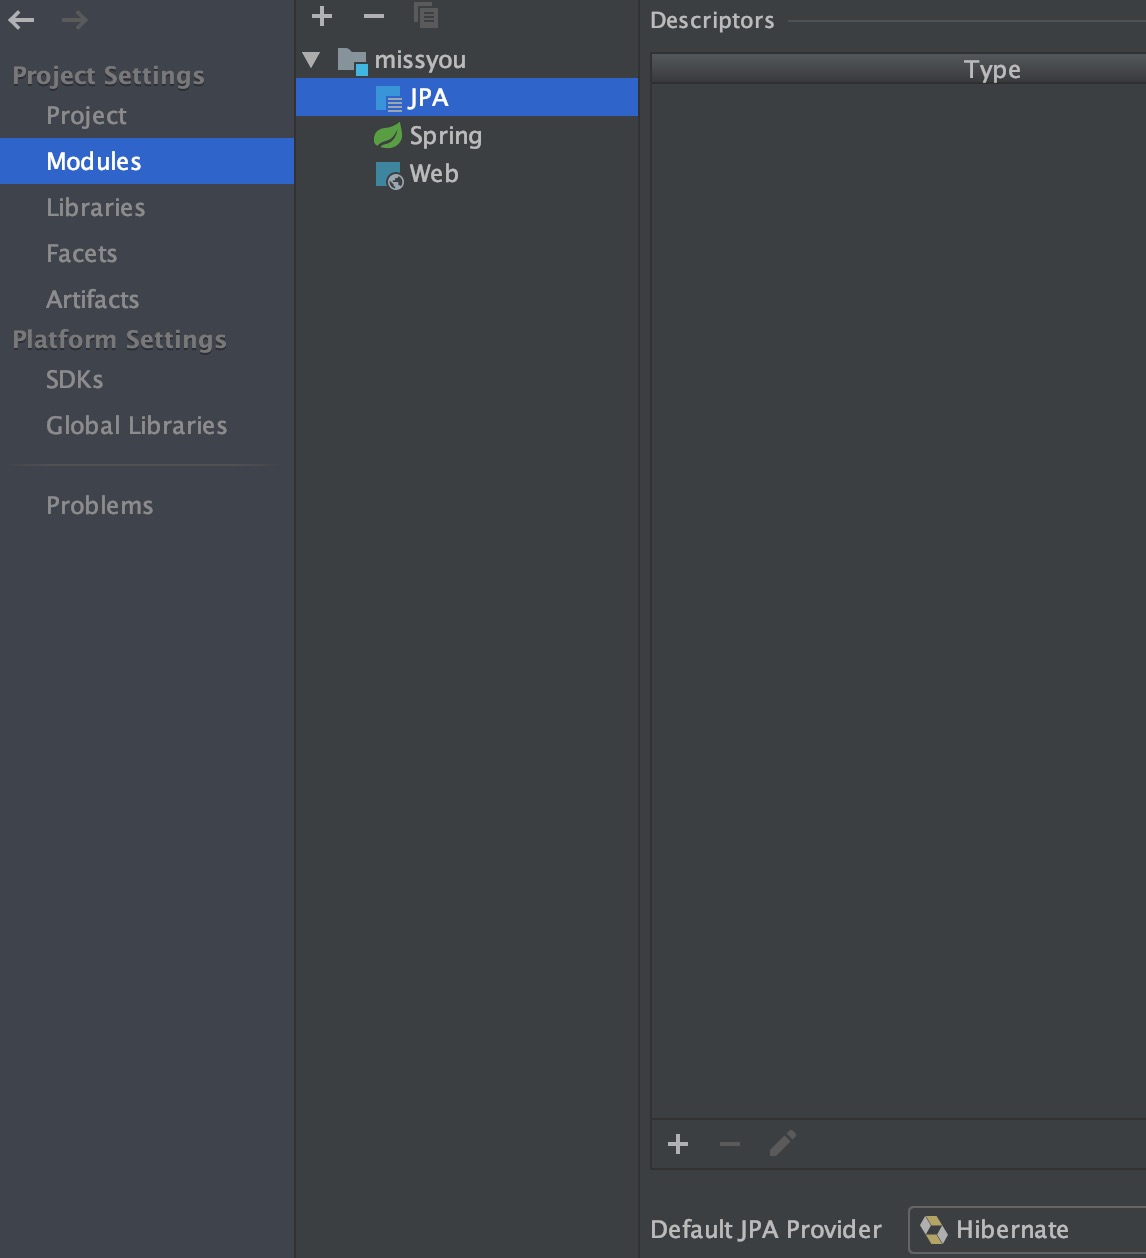 Project Settings
Project
Modules
Libraries
Facets
Artifacts
Platform Settings
SDKs
Global Libraries
Problems
missyou
JPA
Spring
Web
Descriptors
Type
Default JPA Provider
Hibernate